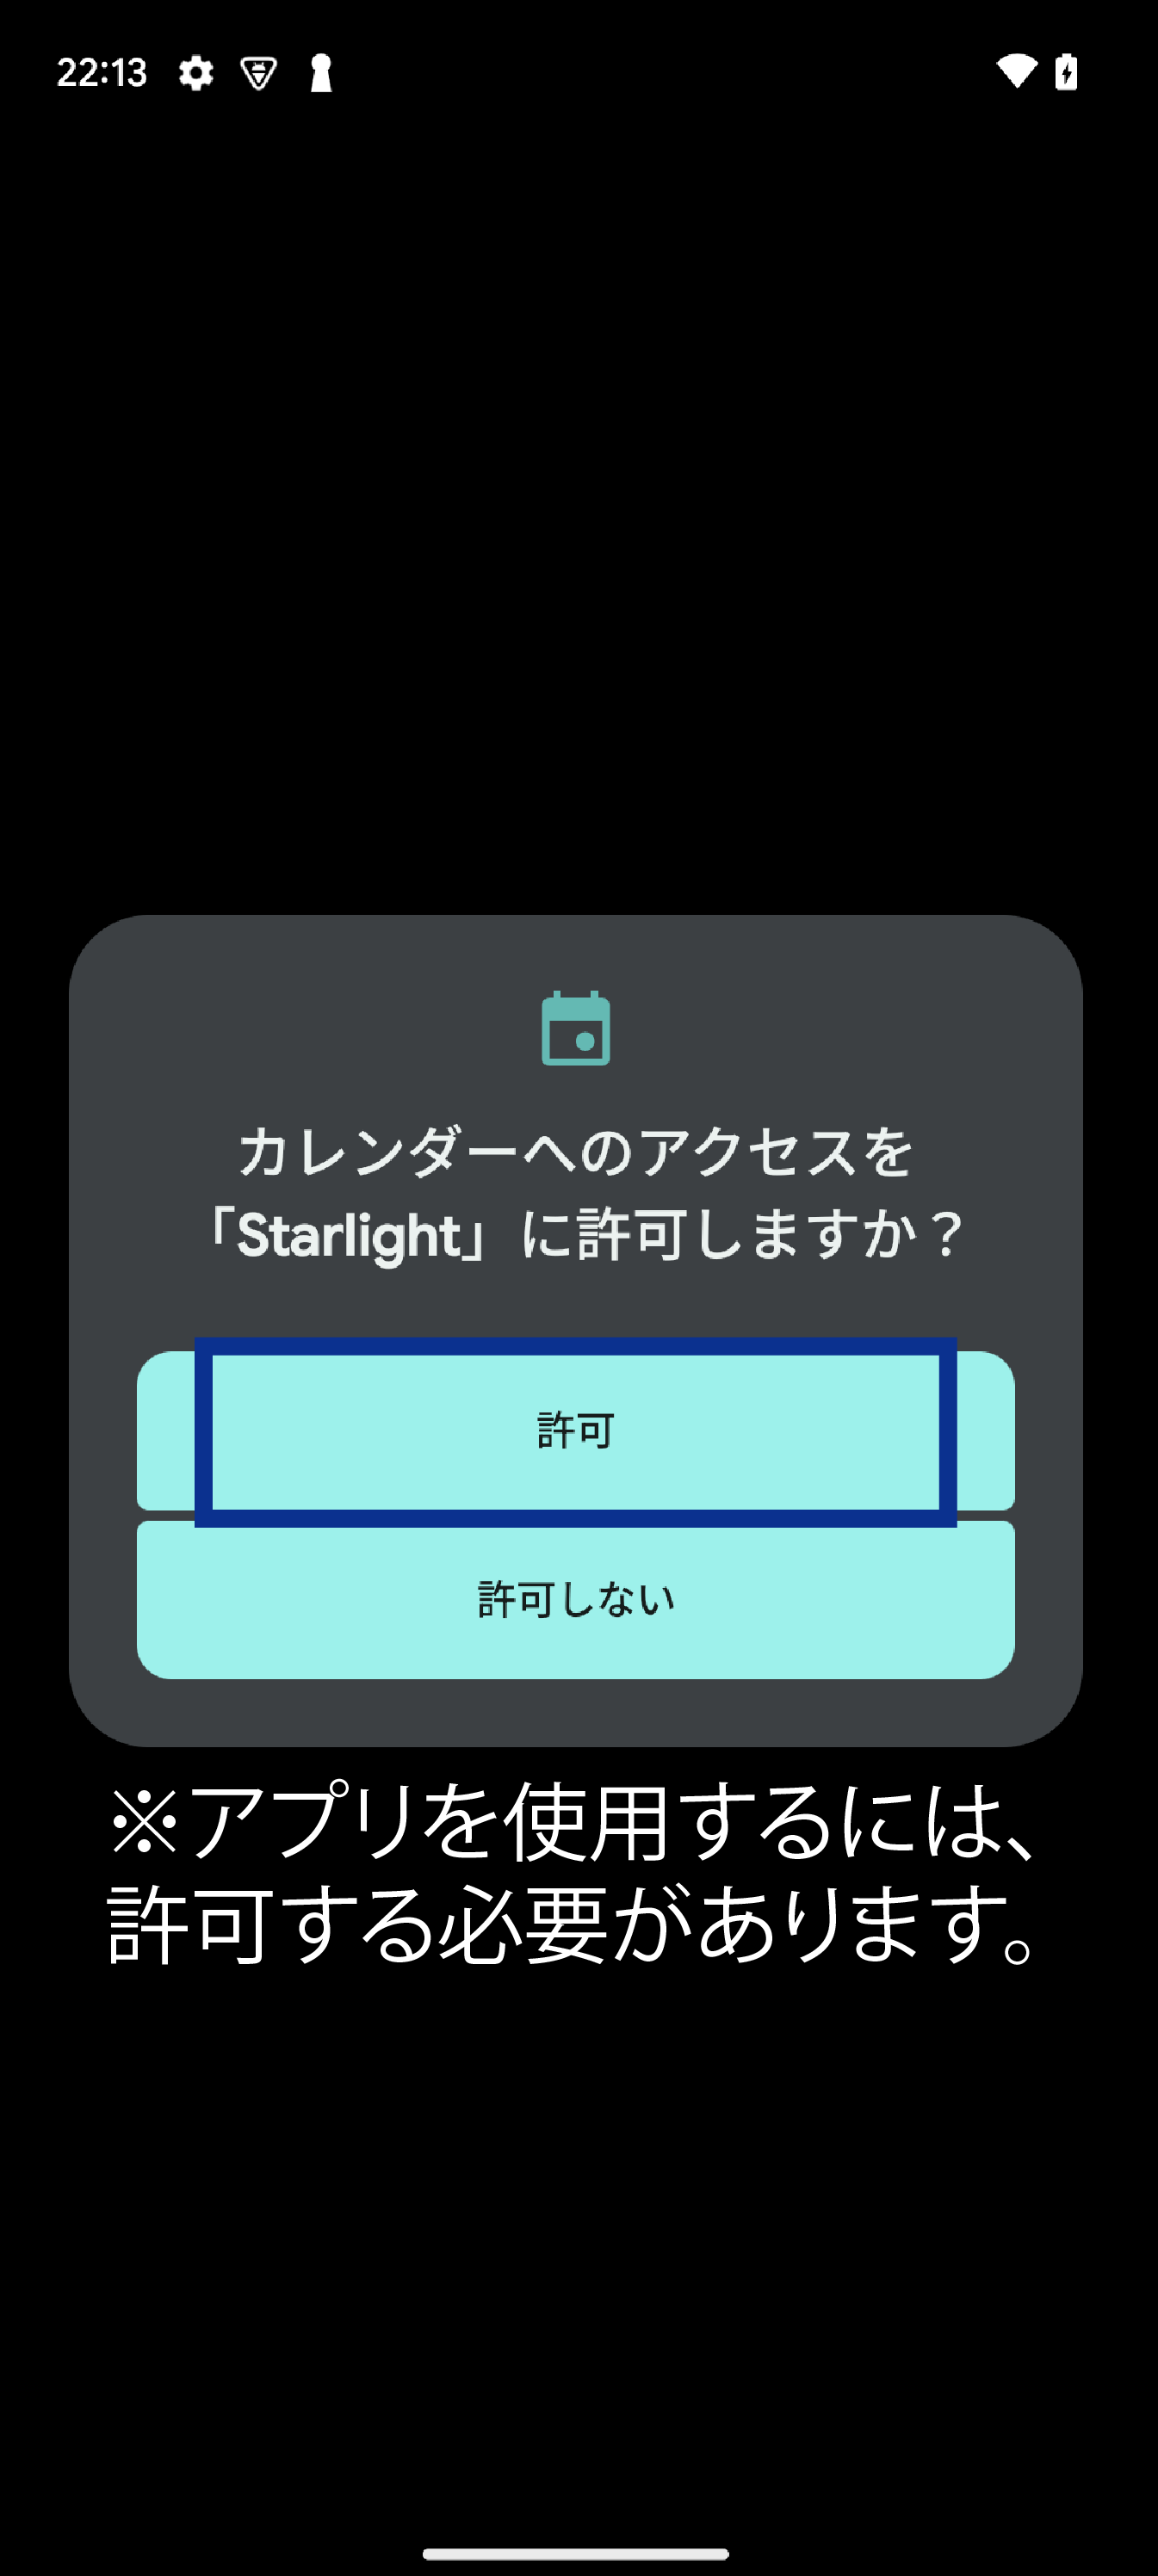 22:13
カレンダーへのアクセスを
「Starlight」に許可しますか？
許可
許可しない
※アプリを使用するには、
許可する必要があります。